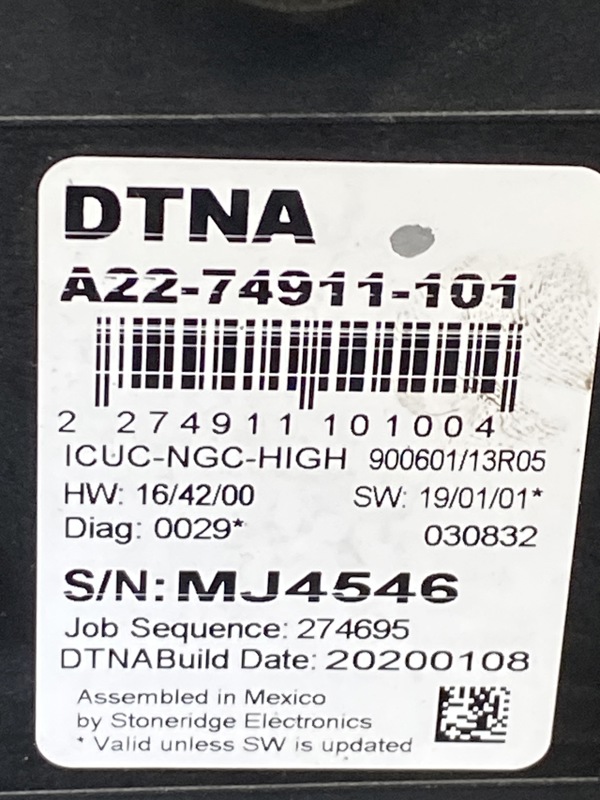 DTNA
A22-74911-101
2 274911 101004
ICUC-NGC-HIGH 900601/13R05
HW: 16/42/00 SW: 19/01/01*
Diag: 0029* 030832
S/N: MJ4546
Job Sequence: 274695
DTNABuild Date: 20200108
Assembled in Mexico
by Stoneridge Electronics
* Valid unless SW is updated